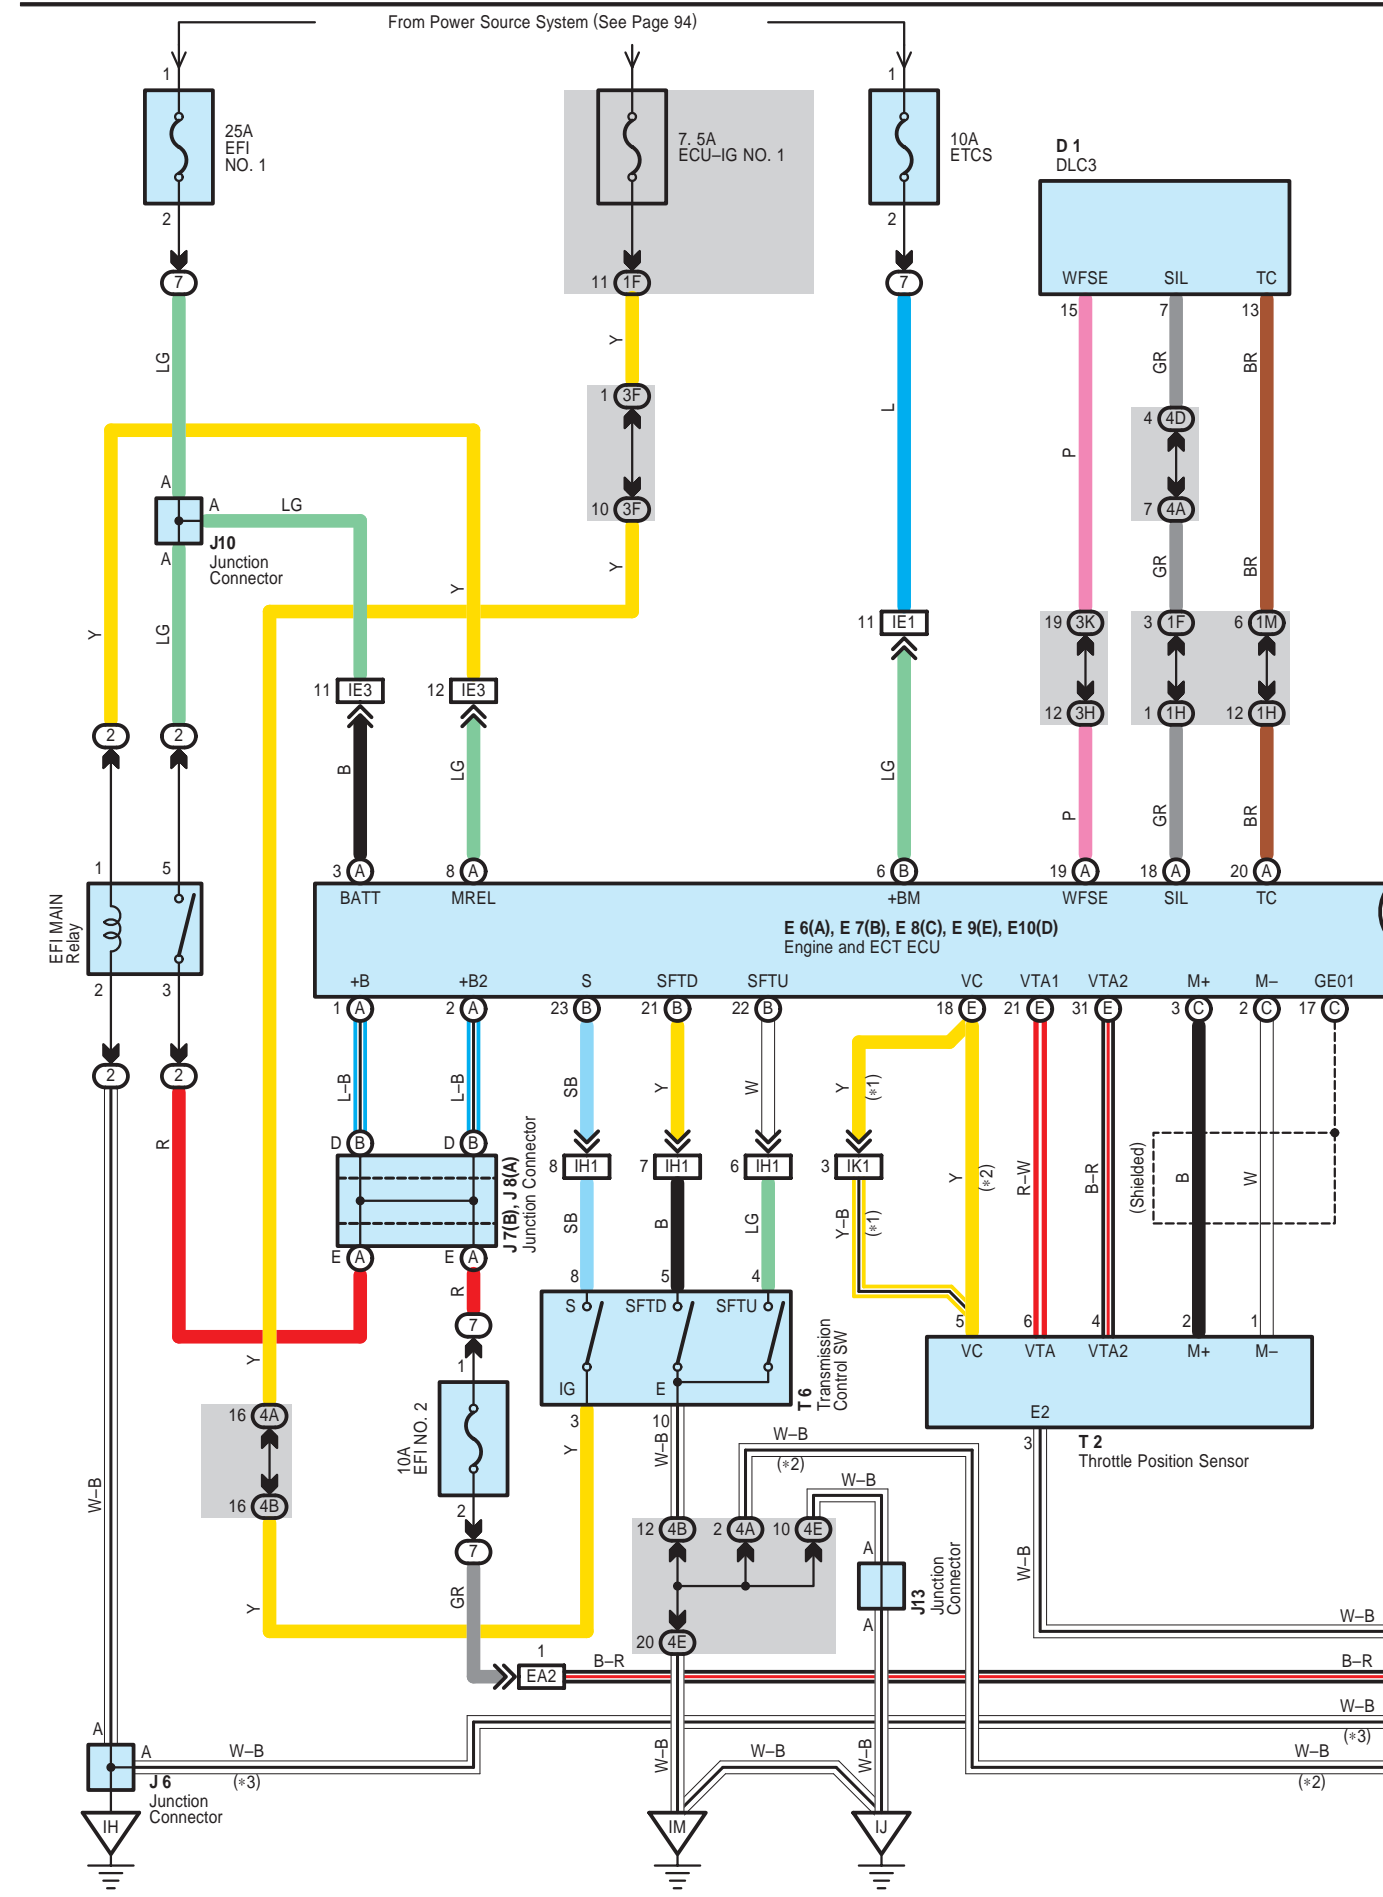 From Power Source System (See Page 94)
1
1
25A
EFI
NO. 1
7. 5A
ECU–IG NO. 1
10A
ETCS
D 1
DLC3
2
2
7
11 1F
7
WFSE SIL TC
15 7 13
LG
Y
L
P
GR
BR
1 3F
4 4D
10 3F
7 4A
A
A LG
J10
Junction
Connector
A
Y
LG
Y
Y
GR
BR
11 IE1
19 3K
3 1F
6 1M
11 IE3
12 IE3
12 3H
1 1H
12 1H
2
2
B
LG
LG
P
GR
BR
1 5
3 A
8 A
6 B
19 A
18 A
20 A
BATT MREL +BM WFSE SIL TC
EFI MAIN
Relay
E 6(A), E 7(B), E 8(C), E 9(E), E10(D)
Engine and ECT ECU
+B +B2 S SFTD SFTU VC VTA1 VTA2 M+ M– GE01
2 3
1 A
2 A
23 B
21 B
22 B
18 E
21 E
31 E
3 C
2 C
17 C
2
2
L–B
L–B
SB
Y
W
Y
(*1)
R
D B
D B
J 7(B), J 8(A)
Junction Connector
8 IH1
7 IH1
6 IH1
3 IK1
Y
(*2)
R–W
B–R
(Shielded)
B
W
SB
B
LG
Y–B
(*1)
E A
E A
R
8 5 4
S SFTD SFTU
7
5 6 4 2 1
VC VTA VTA2 M+ M–
Y
1
IG E
T 6
Transmission
Control SW
E2
16 4A
10A
EFI NO. 2
3 10
Y
W–B
W–B
(*2)
3
T 2
Throttle Position Sensor
W–B
W–B
16 4B
2
12 4B
2 4A
10 4E
A
7
J13
Junction
Connector
W–B
Y
GR
A
W–B
20 4E
1
EA2
B–R
B–R
W–B
(*3)
A
A W–B
(*3)
W–B
W–B
W–B
W–B
(*2)
J 6
Junction
Connector
IH
IM
IJ